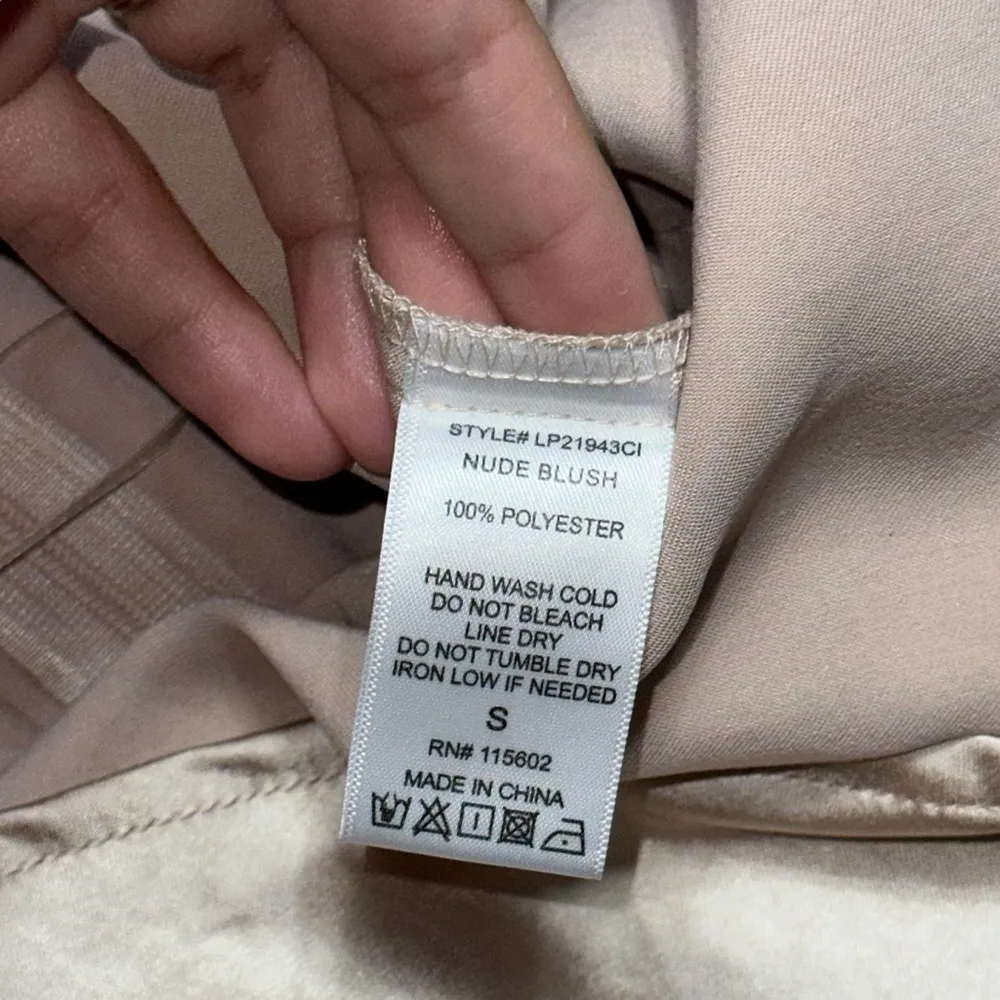 STYLE# LP21943CI
NUDE BLUSH
100% POLYESTER
HAND WASH COLD
DO NOT BLEACH
LINE DRY
DO NOT TUMBLE DRY
IRON LOW IF NEEDED
S
RN# 115602
MADE IN CHINA